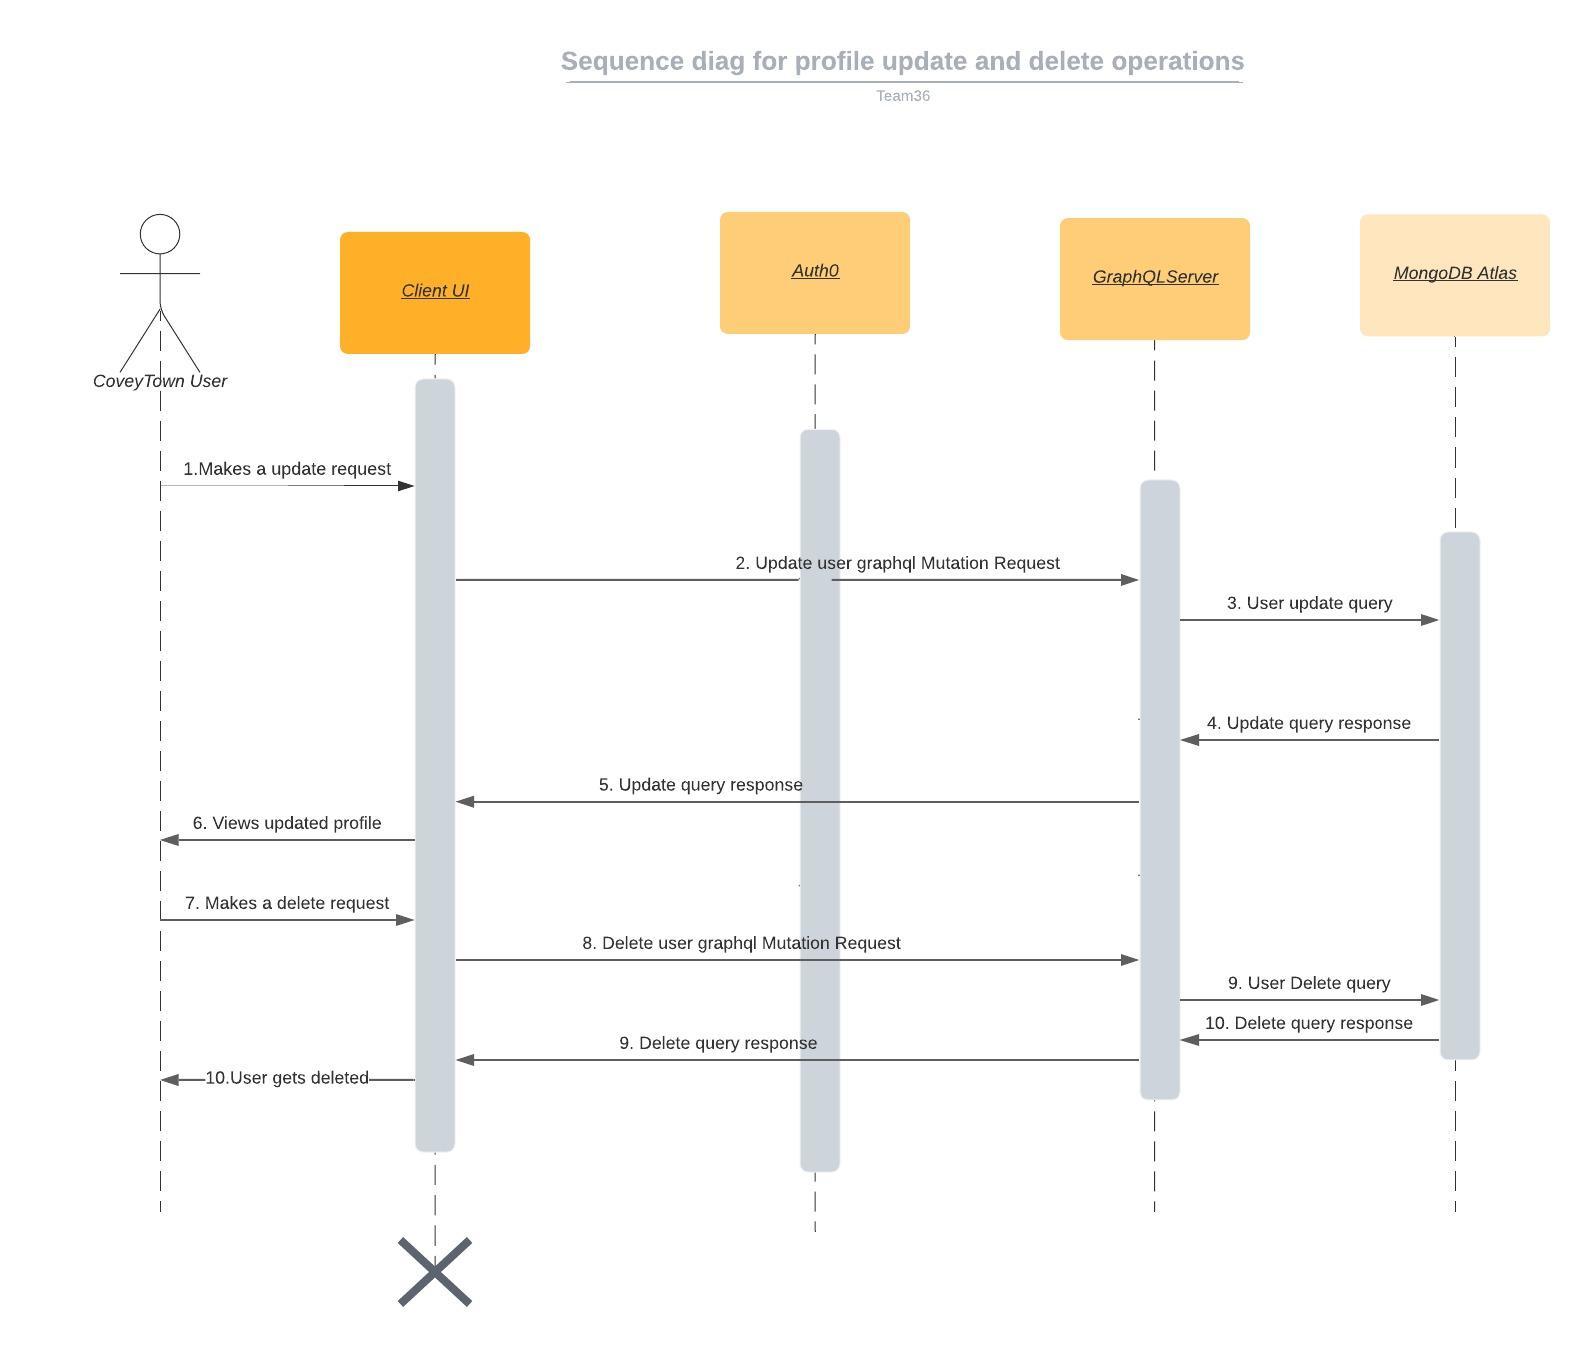 Sequence diag for profile update and delete operations
Team36
Client UI
Auth0
GraphQLServer
MongoDB Atlas
CoveyTown User
1.Makes a update request
2. Update user graphql Mutation Request
3. User update query
4. Update query response
5. Update query response
6. Views updated profile
7. Makes a delete request
8. Delete user graphql Mutation Request
9. User Delete query
10. Delete query response
9. Delete query response
10.User gets deleted